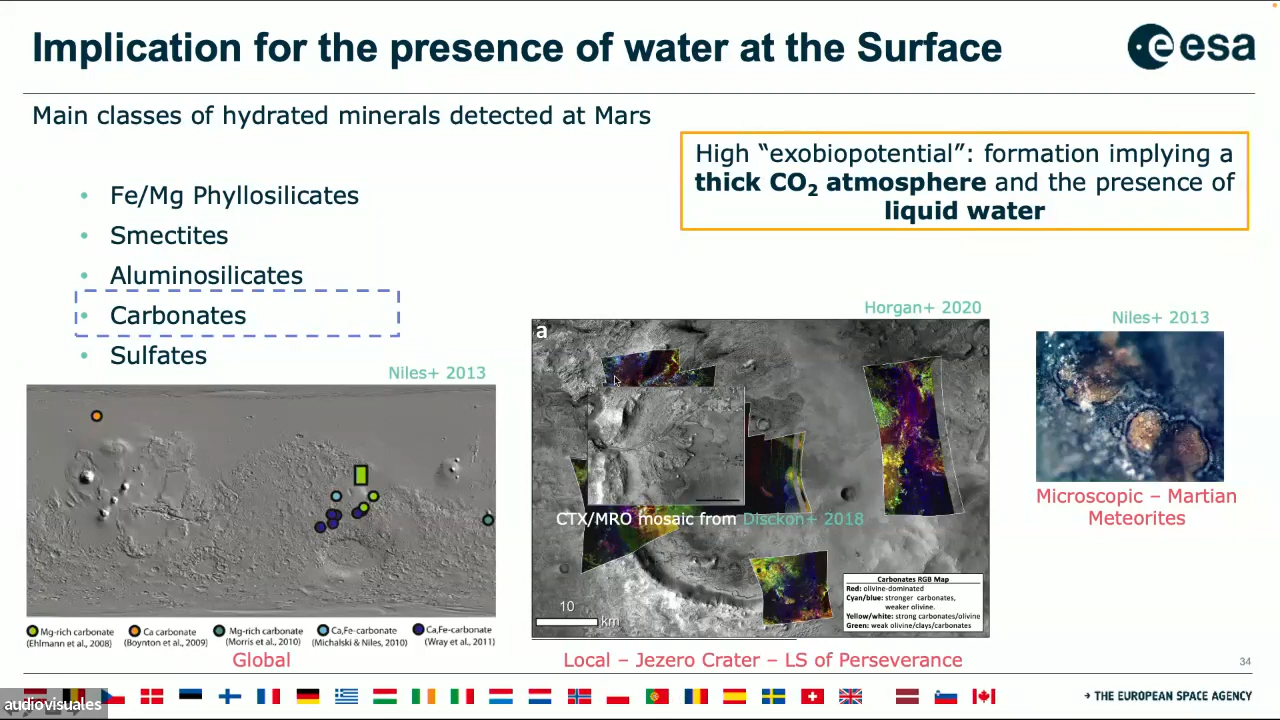 Implication for the presence of water at the Surface
esa
Main classes of hydrated minerals detected at Mars
High “exobiopotential”: formation implying a
thick CO2 atmosphere and the presence of
liquid water
• Fe/Mg Phyllosilicates
• Smectites
• Aluminosilicates
• Carbonates
• Sulfates
Niles+ 2013
Mg-rich carbonate
(Ehlmann et al., 2008)
Ca carbonate
(Boynton et al., 2009)
Mg-rich carbonate
(Morris et al., 2010)
Ca,Fe-carbonate
(Michalski & Niles, 2010)
Ca,Fe-carbonate
(Wray et al., 2011)
Global
Horgan+ 2020
a
CTX/MRO mosaic from Disckon+ 2018
10
km
Carbonates RGB Map
Red: olivine-dominated
Cyan/blue: stronger carbonates,
weaker olivine.
Yellow/white: strong carbonates/olivine
Green: weak olivine/clays/carbonates
Local – Jezero Crater – LS of Perseverance
Niles+ 2013
Microscopic – Martian
Meteorites
34
audiovisuales
→ THE EUROPEAN SPACE AGENCY